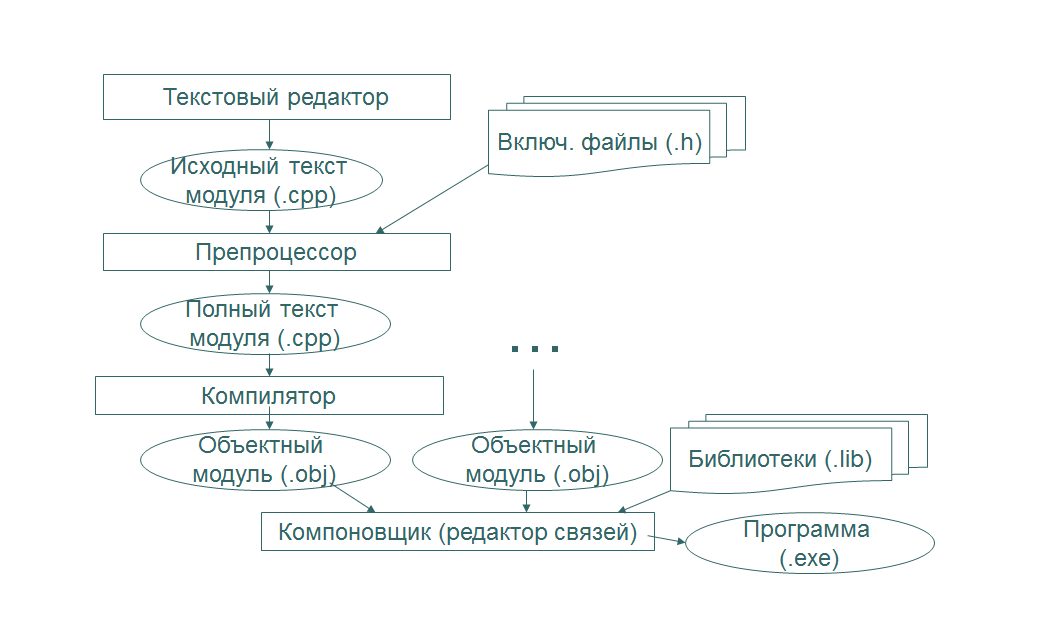 Текстовый редактор
Включ. файлы (.h)
Исходный текст
модуля (.cpp)
Препроцессор
Полный текст
модуля (.cpp)
...
Компилятор
Объектный
модуль (.obj)
Объектный
модуль (.obj)
Библиотеки (.lib)
Компоновщик (редактор связей)
Программа
(.exe)